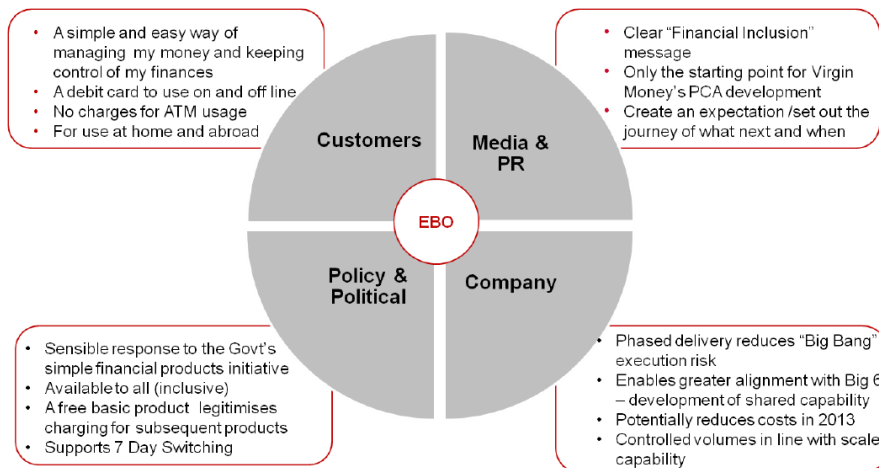 • A simple and easy way of
managing my money and keeping
control of my finances
• A debit card to use on and off line
• No charges for ATM usage
• For use at home and abroad
• Clear “Financial Inclusion”
message
• Only the starting point for Virgin
Money’s PCA development
• Create an expectation /set out the
journey of what next and when
Customers
Media &
PR
EBO
Policy &
Political
Company
• Sensible response to the Govt’s
simple financial products initiative
• Available to all (inclusive)
• A free basic product legitimises
charging for subsequent products
• Supports 7 Day Switching
• Phased delivery reduces “Big Bang”
execution risk
• Enables greater alignment with Big 6
– development of shared capability
• Potentially reduces costs in 2013
• Controlled volumes in line with scale
capability